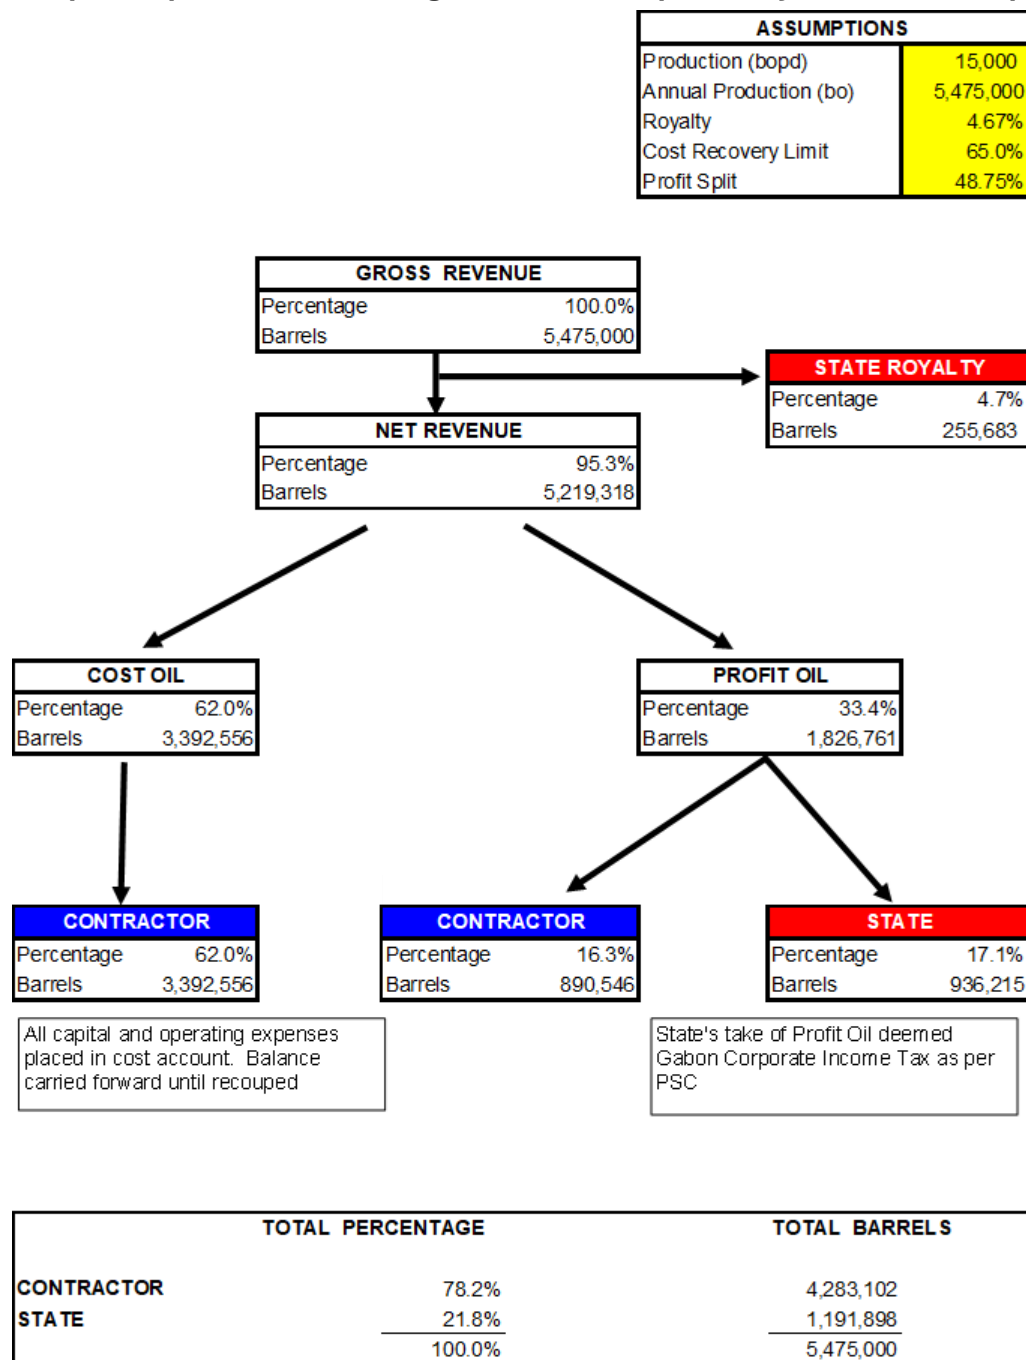 ASSUMPTIONS
Production (bopd) 15,000
Annual Production (bo) 5,475,000
Royalty 4.67%
Cost Recovery Limit 65.0%
Profit Split 48.75%
GROSS REVENUE
Percentage 100.0%
Barrels 5,475,000
STATE ROYALTY
Percentage 4.7%
Barrels 255,683
NET REVENUE
Percentage 95.3%
Barrels 5,219,318
COST OIL
Percentage 62.0%
Barrels 3,392,556
PROFIT OIL
Percentage 33.4%
Barrels 1,826,761
CONTRACTOR
Percentage 62.0%
Barrels 3,392,556
CONTRACTOR
Percentage 16.3%
Barrels 890,546
STATE
Percentage 17.1%
Barrels 936,215
All capital and operating expenses
placed in cost account. Balance
carried forward until recouped
State's take of Profit Oil deemed
Gabon Corporate Income Tax as per
PSC
TOTAL PERCENTAGE TOTAL BARRELS
CONTRACTOR 78.2% 4,283,102
STATE 21.8% 1,191,898
100.0% 5,475,000